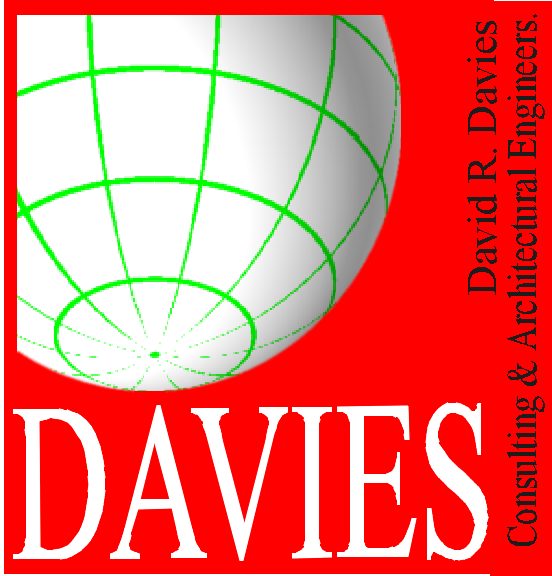 DAVIES
David R. Davies
Consulting & Architectural Engineers.